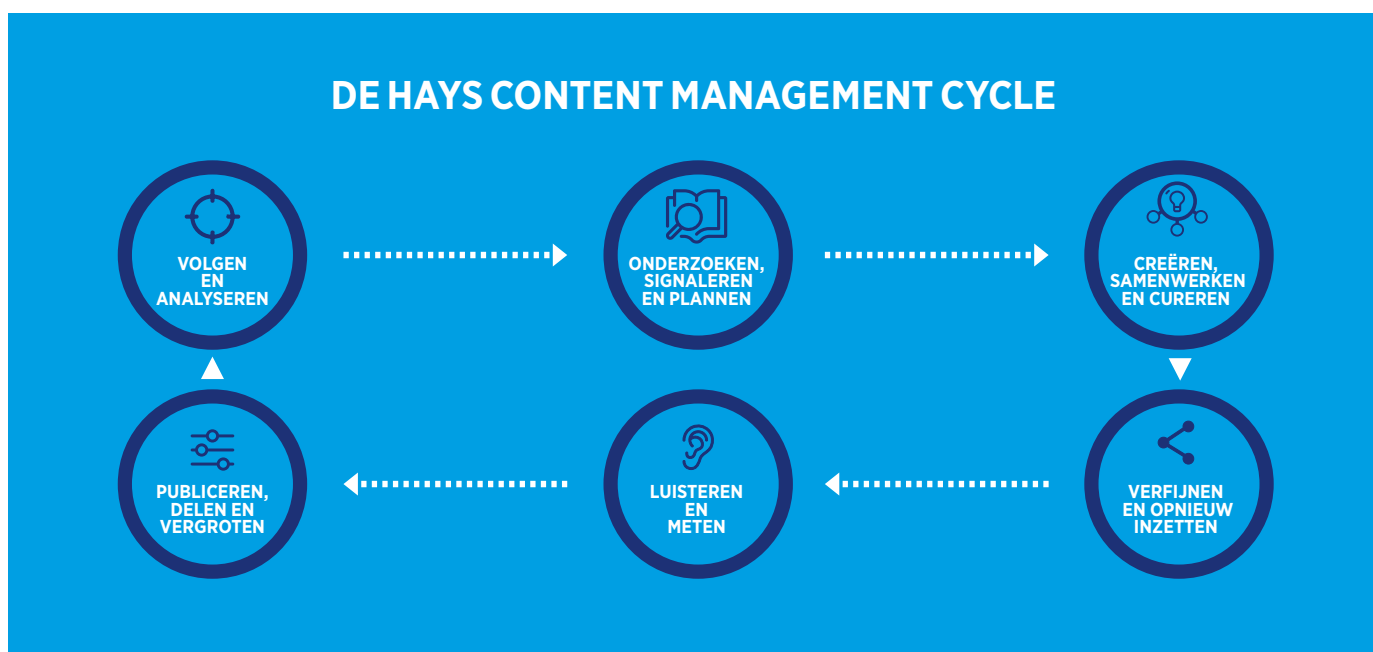 DE HAYS CONTENT MANAGEMENT CYCLE
VOLGEN
EN
ANALYSEREN
ONDERZOEKEN,
SIGNALEREN
EN PLANNEN
CREËREN,
SAMENWERKEN
EN CUREREN
PUBLICEREN,
DELEN EN
VERGROTEN
LUISTEREN
EN
METEN
VERFIJNEN
EN OPNIEUW
INZETTEN